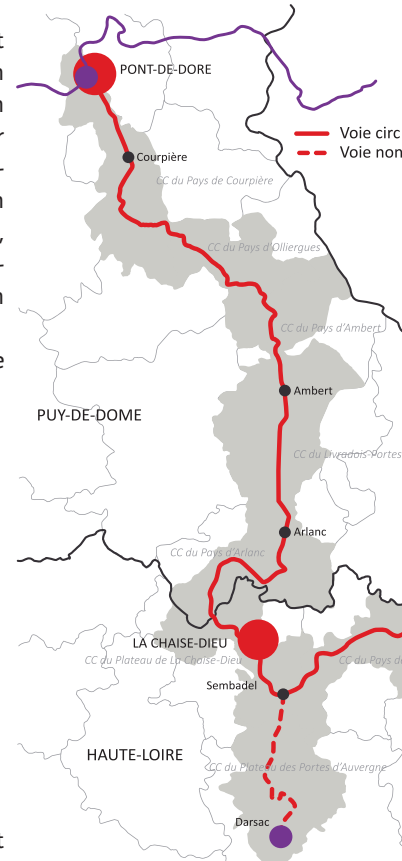 PONT-DE-DORE
Voie circ
Voie non
Courpière
CC du Pays de Courpière
CC du Pays d'Olliergues
CC du Pays d'Ambert
Ambert
PUY-DE-DOME
CC du Livradois-Portes
Arlanc
CC du Pays d'Arlanc
LA CHAISE-DIEU
CC du Plateau de La Chaise-Dieu
CC du Pays de
Sembadel
HAUTE-LOIRE
CC du Plateau des Portes d'Auvergne
Darsac